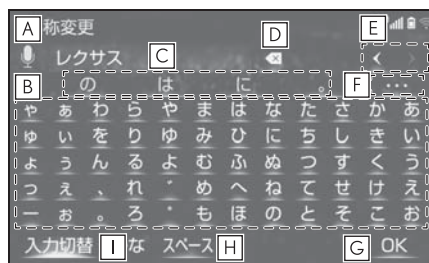 A 称変更 E
レクサス C D < >
の は に 。 F ...
B
や あ わ ら や ま は な た さ か あ
ゆ い を り ゆ み ひ に ち し き い
ょ ぅ ん る よ む ふ ぬ つ す く う
っ ぇ 、 れ ゛ め へ ね て せ け え
ー ぉ 。 ろ ゜ も ほ の と そ こ お
入力切替 I な スペース H G OK